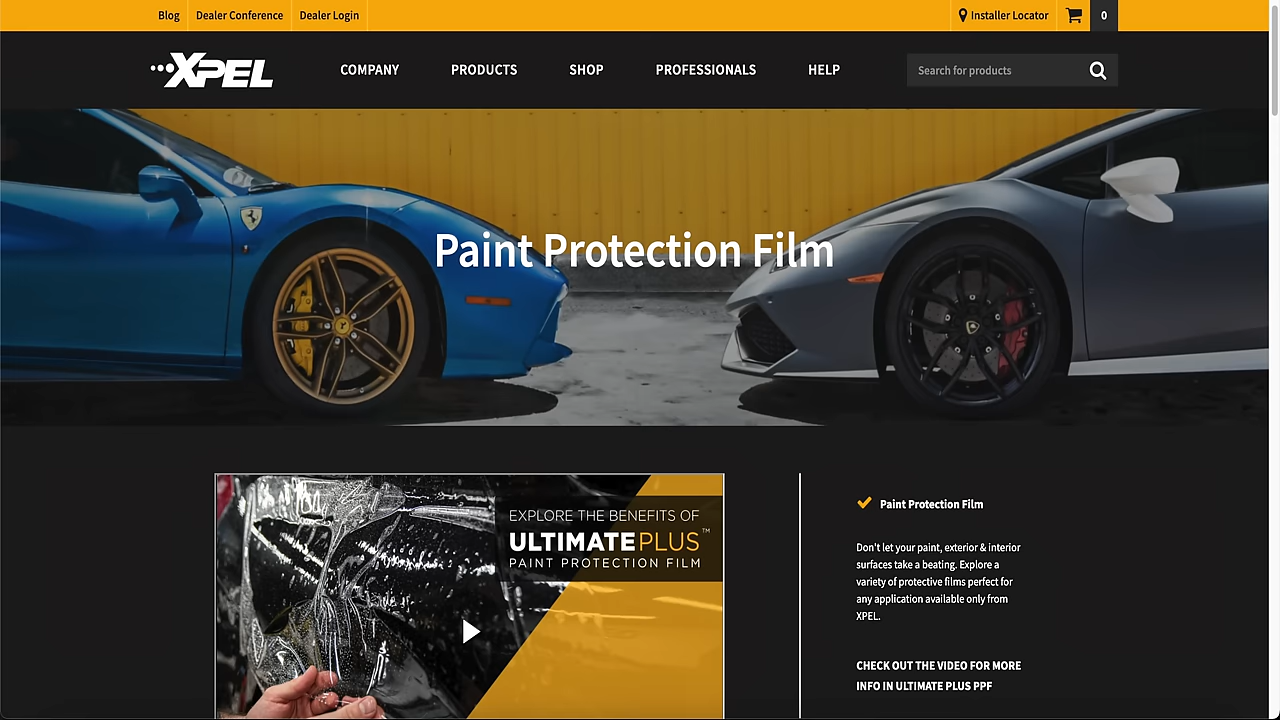 Blog
Dealer Conference
Dealer Login
Installer Locator
0
XPEL
COMPANY
PRODUCTS
SHOP
PROFESSIONALS
HELP
Search for products
Paint Protection Film
EXPLORE THE BENEFITS OF
ULTIMATE PLUS™
PAINT PROTECTION FILM
Paint Protection Film
Don't let your paint, exterior & interior
surfaces take a beating. Explore a
variety of protective films perfect for
any application available only from
XPEL.
CHECK OUT THE VIDEO FOR MORE
INFO IN ULTIMATE PLUS PPF